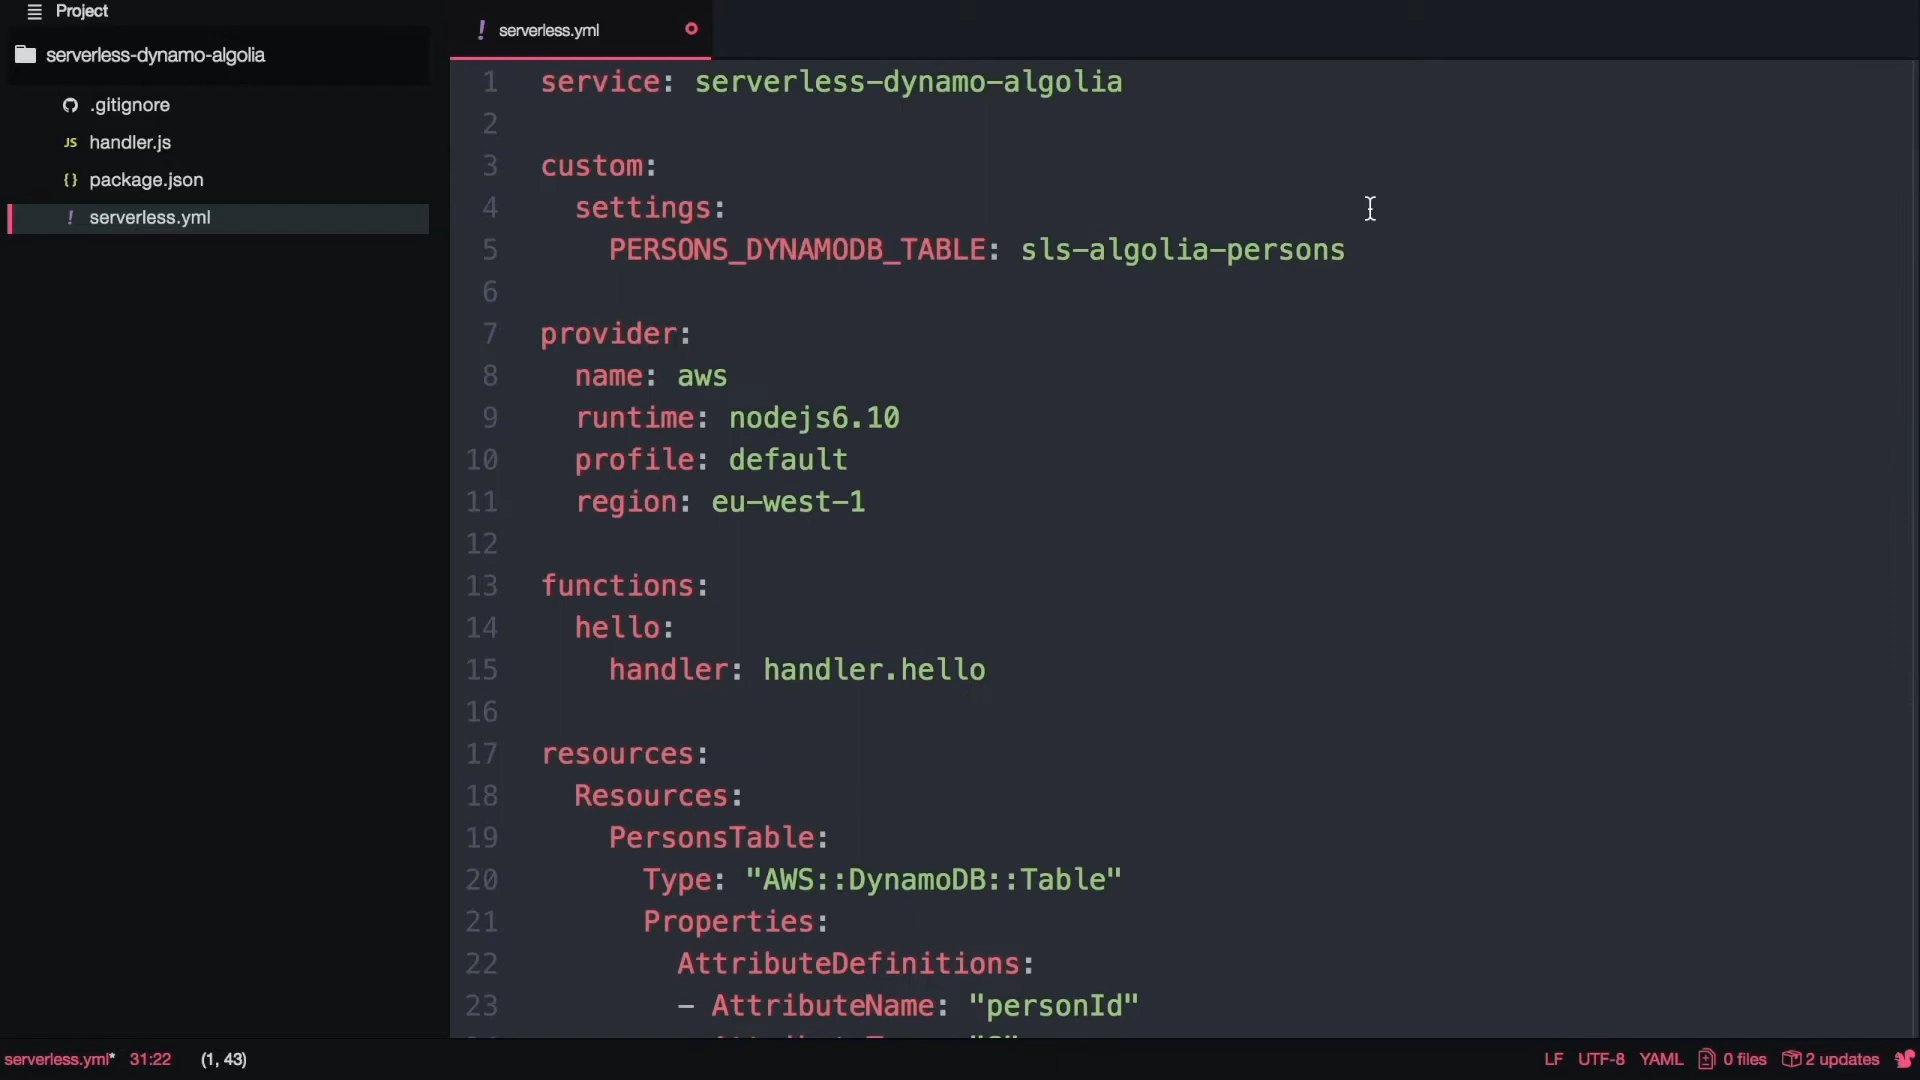 Project
serverless-dynamo-algolia
.gitignore
JS handler.js
{} package.json
! serverless.yml
! serverless.yml
1 service: serverless-dynamo-algolia
2
3 custom:
4   settings:
5     PERSONS_DYNAMODB_TABLE: sls-algolia-persons
6
7 provider:
8   name: aws
9   runtime: nodejs6.10
10   profile: default
11   region: eu-west-1
12
13 functions:
14   hello:
15     handler: handler.hello
16
17 resources:
18   Resources:
19     PersonsTable:
20       Type: "AWS::DynamoDB::Table"
21       Properties:
22         AttributeDefinitions:
23         - AttributeName: "personId"
serverless.yml* 31:22 (1, 43) LF UTF-8 YAML 0 files 2 updates